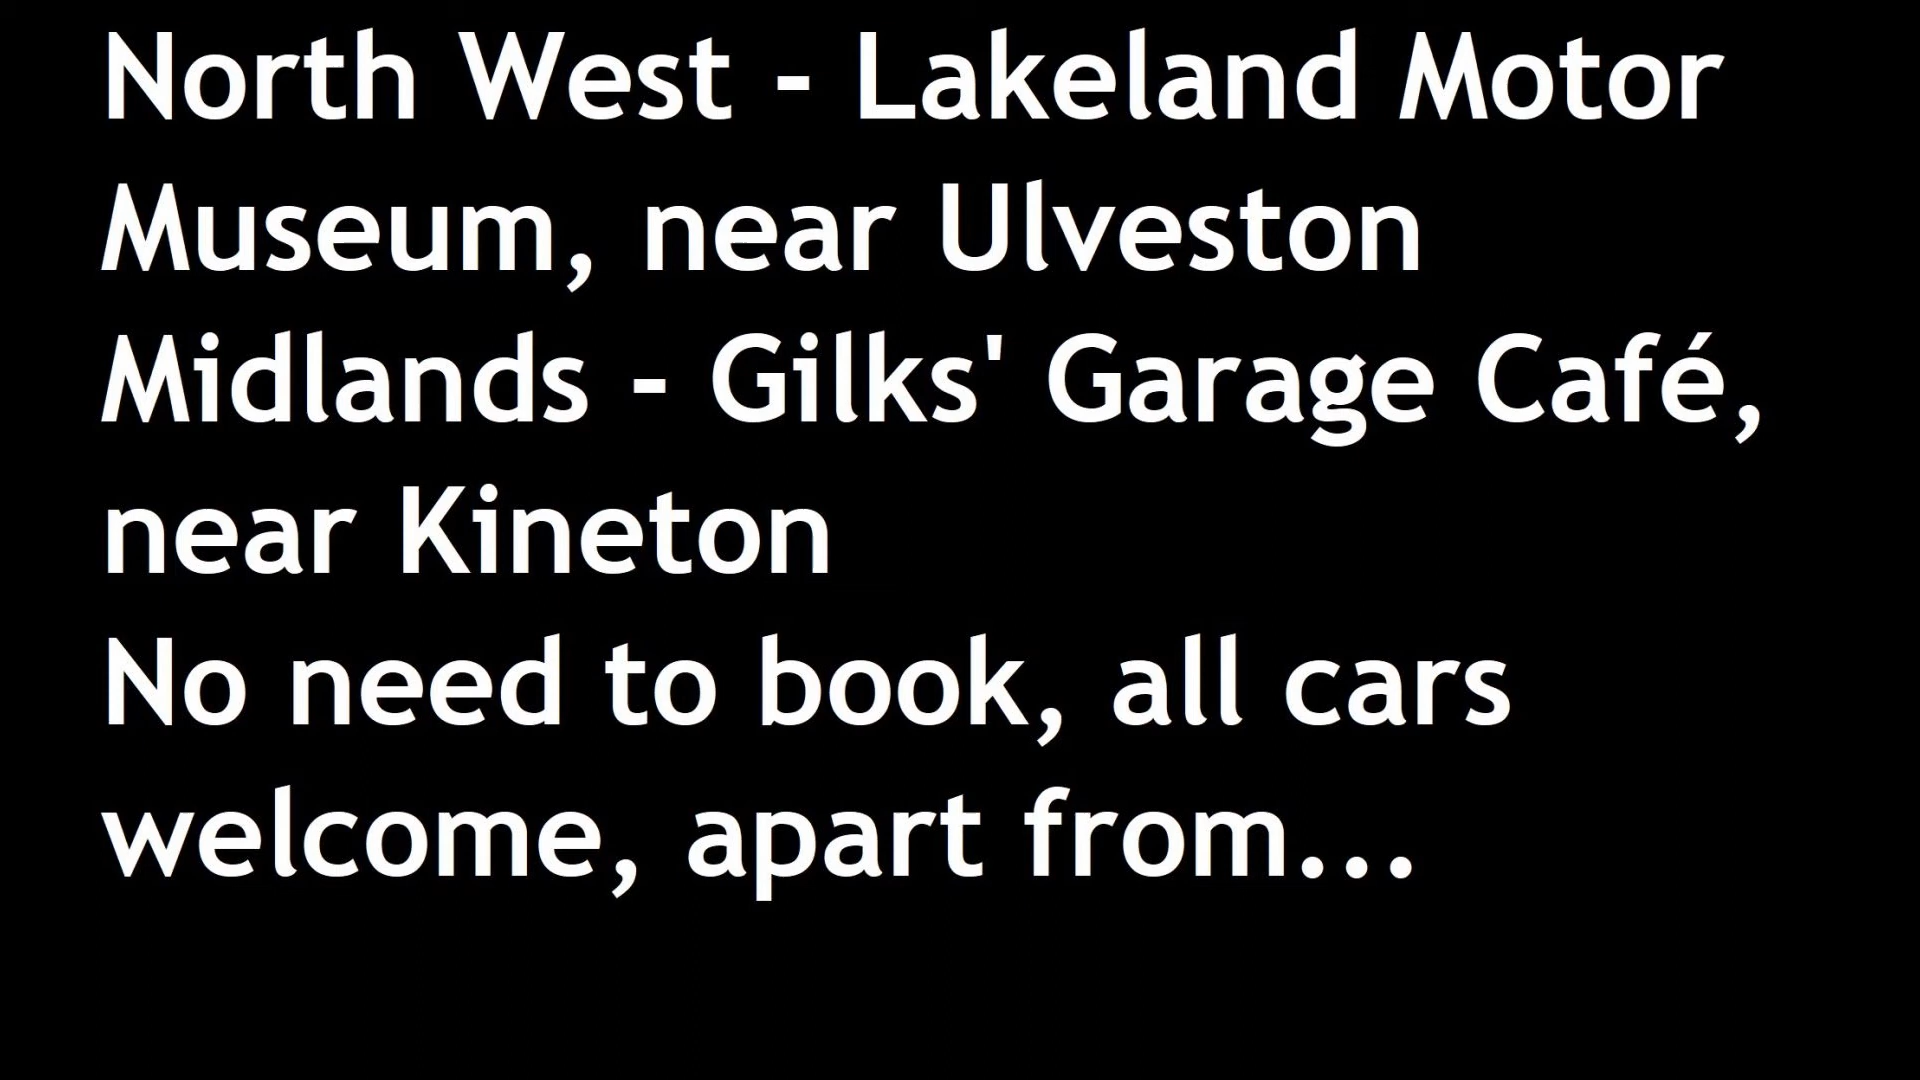 North West - Lakeland Motor
Museum, near Ulveston
Midlands - Gilks' Garage Café,
near Kineton
No need to book, all cars
welcome, apart from...